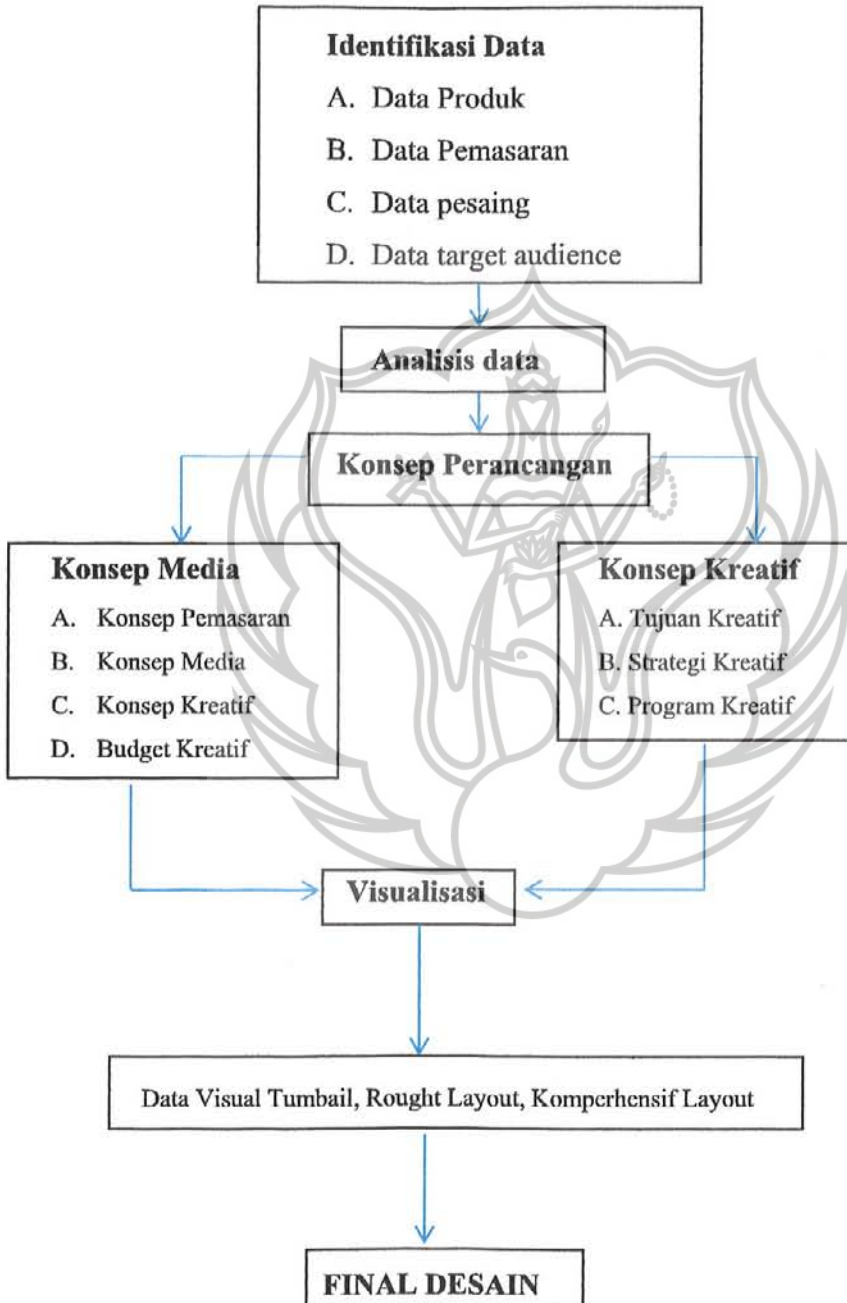 Identifikasi Data
A. Data Produk
B. Data Pemasaran
C. Data pesaing
D. Data target audience
Analisis data
Konsep Perancangan
Konsep Media
A. Konsep Pemasaran
B. Konsep Media
C. Konsep Kreatif
D. Budget Kreatif
Konsep Kreatif
A. Tujuan Kreatif
B. Strategi Kreatif
C. Program Kreatif
Visualisasi
Data Visual Tumbail, Rought Layout, Komperhensif Layout
FINAL DESAIN